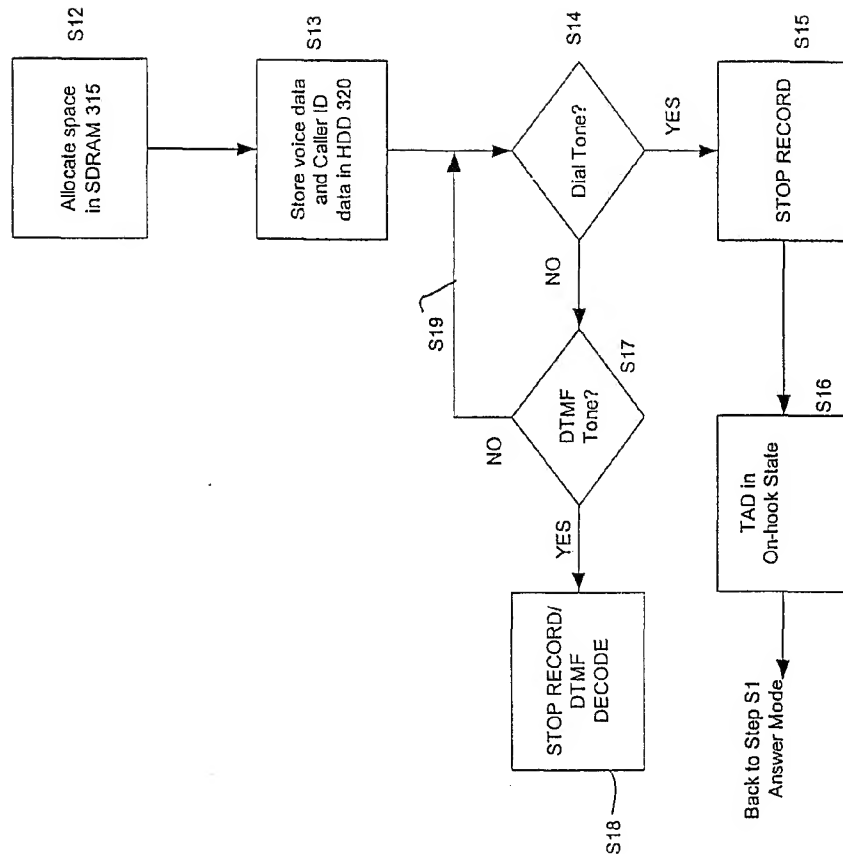 S12
Allocate space
in SDRAM 315
S13
Store voice data
and Caller ID
data in HDD 320
S14
Dial Tone?
YES
S15
STOP RECORD
NO
S19
S17
DTMF
Tone?
NO
YES
STOP RECORD/
DTMF
DECODE
S18
S16
TAD in
On-hook State
Back to Step S1
Answer Mode